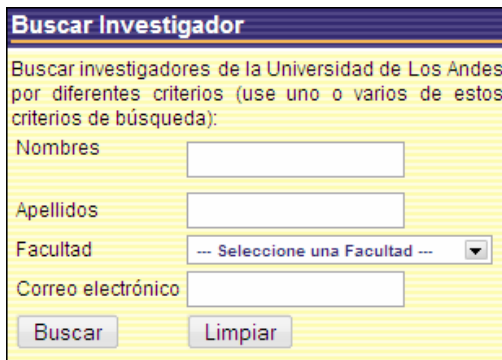 Buscar Investigador
Buscar investigadores de la Universidad de Los Andes
por diferentes criterios (use uno o varios de estos
criterios de búsqueda):
Nombres
Apellidos
Facultad --- Seleccione una Facultad ---
Correo electrónico
Buscar Limpiar